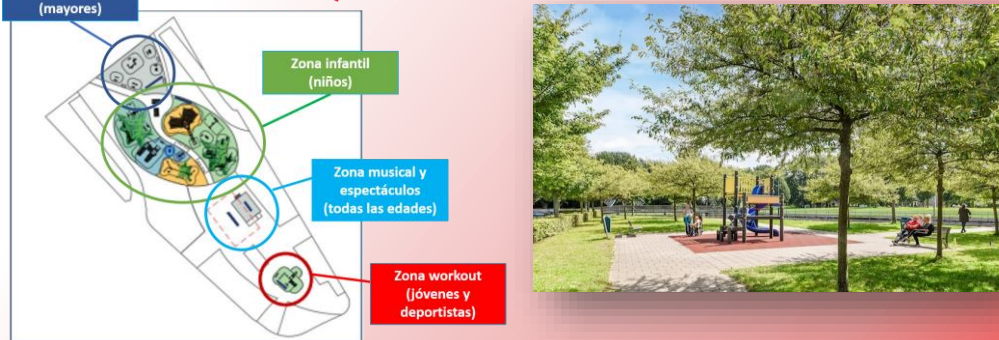 (mayores)
Zona infantil
(niños)
Zona musical y
espectáculos
(todas las edades)
Zona workout
(jóvenes y
deportistas)